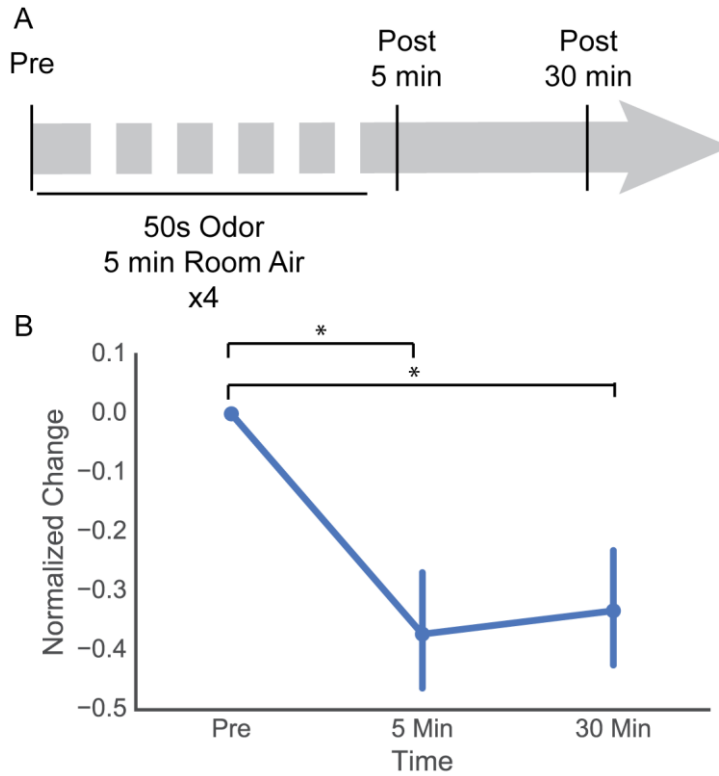 A
Pre
Post
5 min
Post
30 min
50s Odor
5 min Room Air
x4
B
*
*
0.1
0.0
−0.1
−0.2
−0.3
−0.4
−0.5
Normalized Change
Pre
5 Min
30 Min
Time